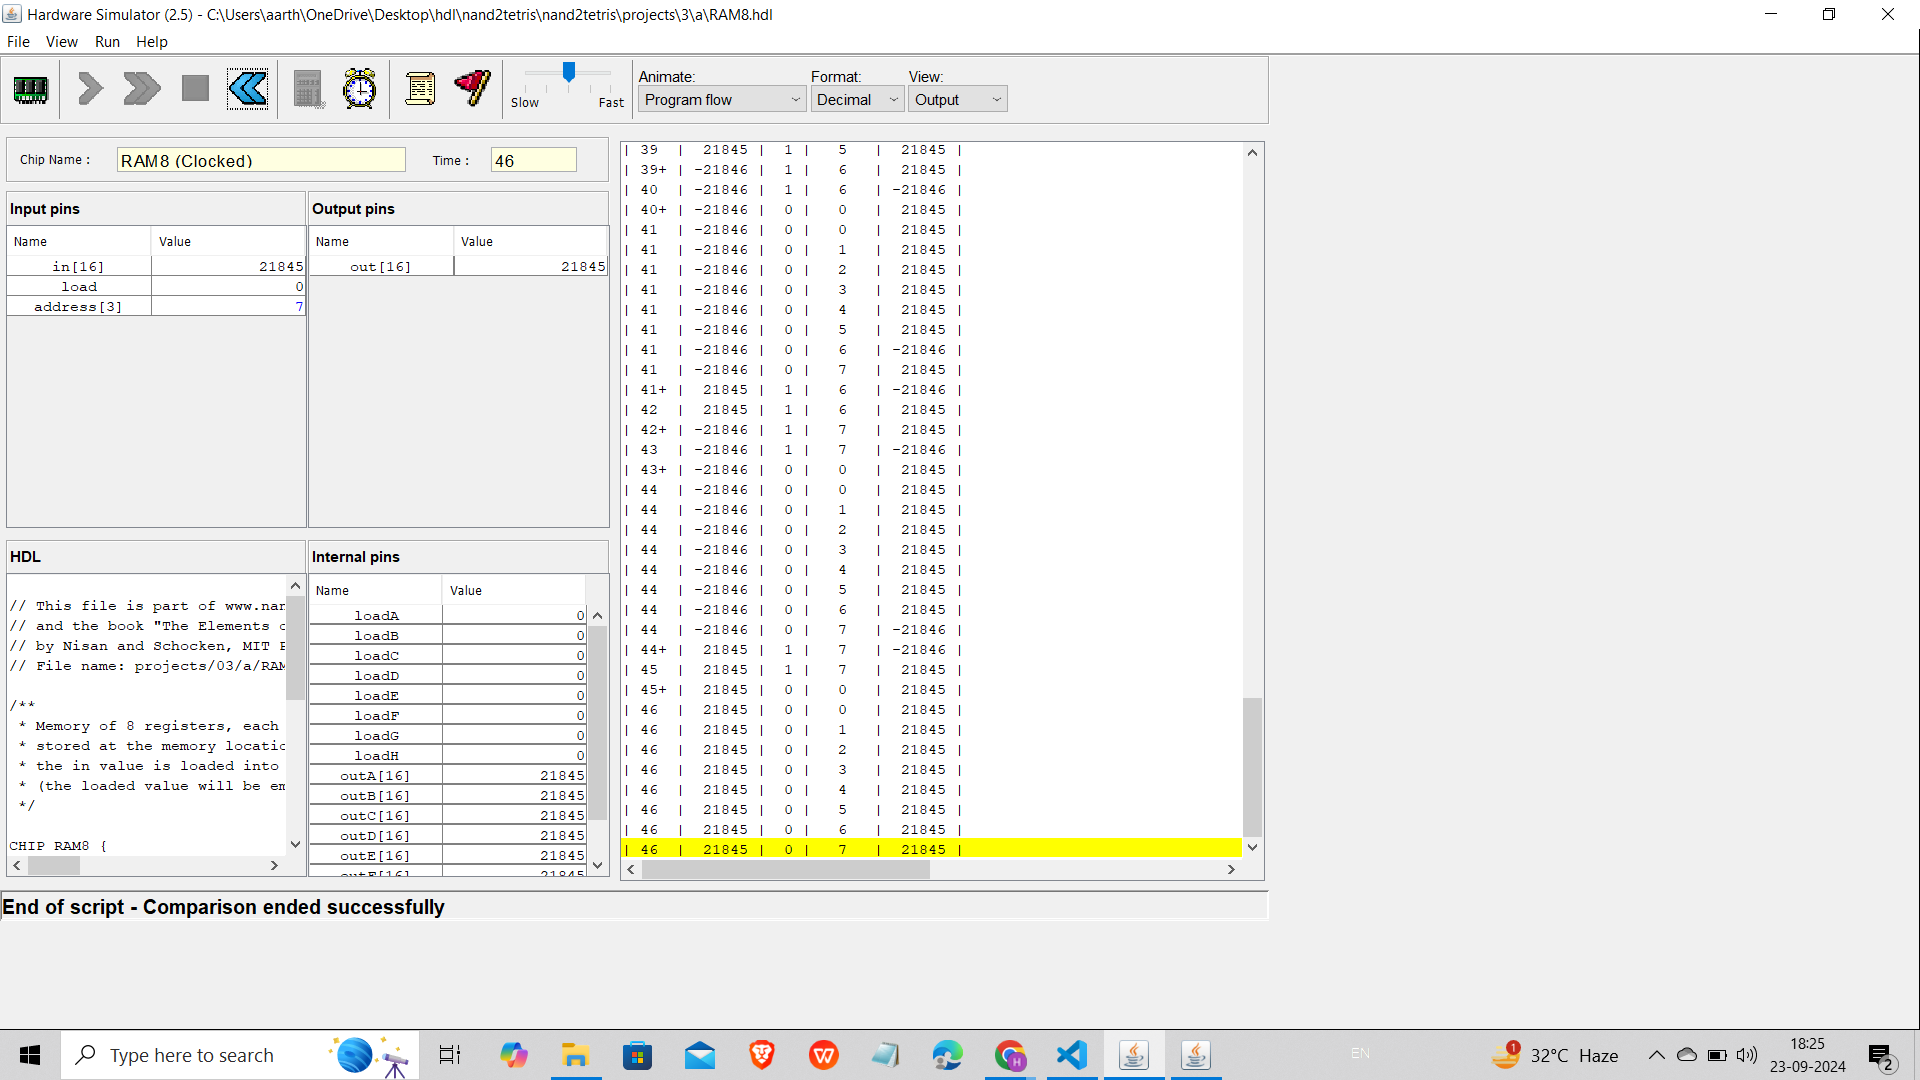 Hardware Simulator (2.5) - C:\Users\aarth\OneDrive\Desktop\hdl\nand2tetris\nand2tetris\projects\3\a\RAM8.hdl
File View Run Help
Animate: Format: View:
Slow Fast Program flow Decimal Output
Chip Name : RAM8 (Clocked) Time : 46
Input pins
Name Value
in[16] 21845
load 0
address[3] 7
Output pins
Name Value
out[16] 21845
HDL
// This file is part of www.nan
// and the book "The Elements o
// by Nisan and Schocken, MIT P
// File name: projects/03/a/RAM
/**
* Memory of 8 registers, each
* stored at the memory locatio
* the in value is loaded into
* (the loaded value will be em
*/
CHIP RAM8 {
Internal pins
Name Value
loadA 0
loadB 0
loadC 0
loadD 0
loadE 0
loadF 0
loadG 0
loadH 0
outA[16] 21845
outB[16] 21845
outC[16] 21845
outD[16] 21845
outE[16] 21845
outF[16] 21845
| 39 | 21845 | 1 | 5 | 21845 |
| 39+ | -21846 | 1 | 6 | 21845 |
| 40 | -21846 | 1 | 6 | -21846 |
| 40+ | -21846 | 0 | 0 | 21845 |
| 41 | -21846 | 0 | 0 | 21845 |
| 41 | -21846 | 0 | 1 | 21845 |
| 41 | -21846 | 0 | 2 | 21845 |
| 41 | -21846 | 0 | 3 | 21845 |
| 41 | -21846 | 0 | 4 | 21845 |
| 41 | -21846 | 0 | 5 | 21845 |
| 41 | -21846 | 0 | 6 | -21846 |
| 41 | -21846 | 0 | 7 | 21845 |
| 41+ | 21845 | 1 | 6 | -21846 |
| 42 | 21845 | 1 | 6 | 21845 |
| 42+ | -21846 | 1 | 7 | 21845 |
| 43 | -21846 | 1 | 7 | -21846 |
| 43+ | -21846 | 0 | 0 | 21845 |
| 44 | -21846 | 0 | 0 | 21845 |
| 44 | -21846 | 0 | 1 | 21845 |
| 44 | -21846 | 0 | 2 | 21845 |
| 44 | -21846 | 0 | 3 | 21845 |
| 44 | -21846 | 0 | 4 | 21845 |
| 44 | -21846 | 0 | 5 | 21845 |
| 44 | -21846 | 0 | 6 | 21845 |
| 44 | -21846 | 0 | 7 | -21846 |
| 44+ | 21845 | 1 | 7 | -21846 |
| 45 | 21845 | 1 | 7 | 21845 |
| 45+ | 21845 | 0 | 0 | 21845 |
| 46 | 21845 | 0 | 0 | 21845 |
| 46 | 21845 | 0 | 1 | 21845 |
| 46 | 21845 | 0 | 2 | 21845 |
| 46 | 21845 | 0 | 3 | 21845 |
| 46 | 21845 | 0 | 4 | 21845 |
| 46 | 21845 | 0 | 5 | 21845 |
| 46 | 21845 | 0 | 6 | 21845 |
| 46 | 21845 | 0 | 7 | 21845 |
End of script - Comparison ended successfully
Type here to search
EN
1
32°C Haze
18:25
23-09-2024
2